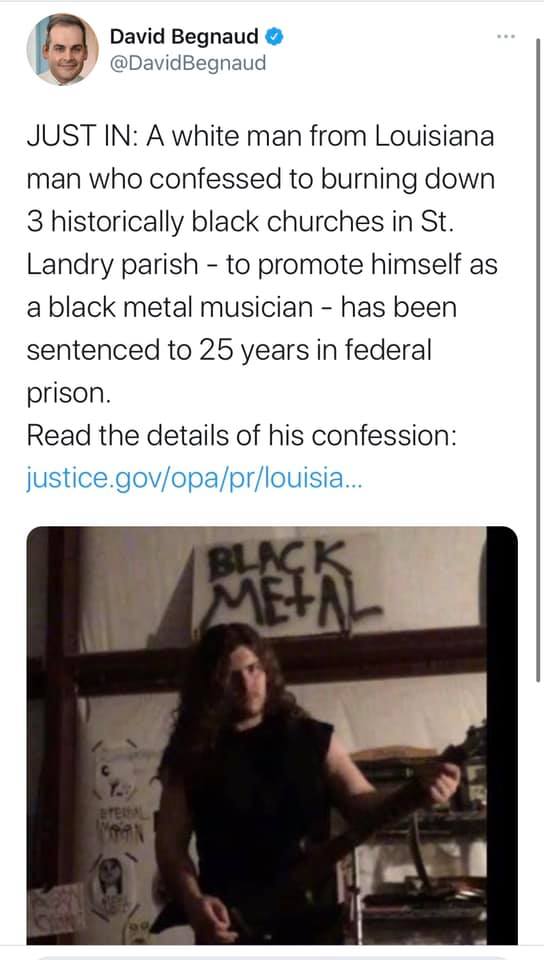 David Begnaud
@DavidBegnaud
JUST IN: A white man from Louisiana
man who confessed to burning down
3 historically black churches in St.
Landry parish - to promote himself as
a black metal musician - has been
sentenced to 25 years in federal
prison.
Read the details of his confession:
justice.gov/opa/pr/louisia...
BLACK
METAL
ETERNAL